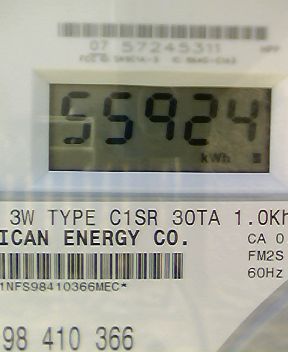 07 57245311
55924
kWh
3W TYPE C1SR 30TA 1.0Kh
ICAN ENERGY CO.
CA 0.
FM2S
60Hz
1NFS98410366MEC*
98 410 366